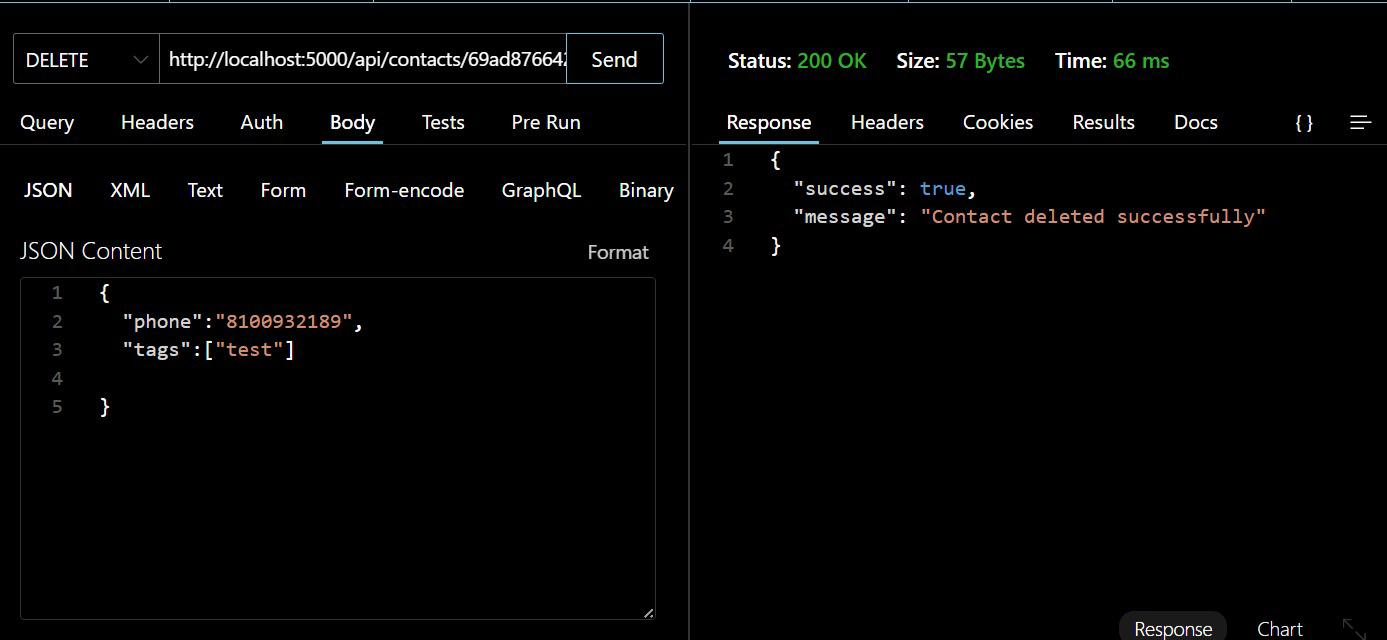 DELETE http://localhost:5000/api/contacts/69ad876642 Send
Query Headers Auth Body Tests Pre Run
JSON XML Text Form Form-encode GraphQL Binary
JSON Content Format
1 {
2 "phone":"8100932189",
3 "tags":["test"]
4
5 }
Status: 200 OK Size: 57 Bytes Time: 66 ms
Response Headers Cookies Results Docs { }
1 {
2 "success": true,
3 "message": "Contact deleted successfully"
4 }
Response Chart